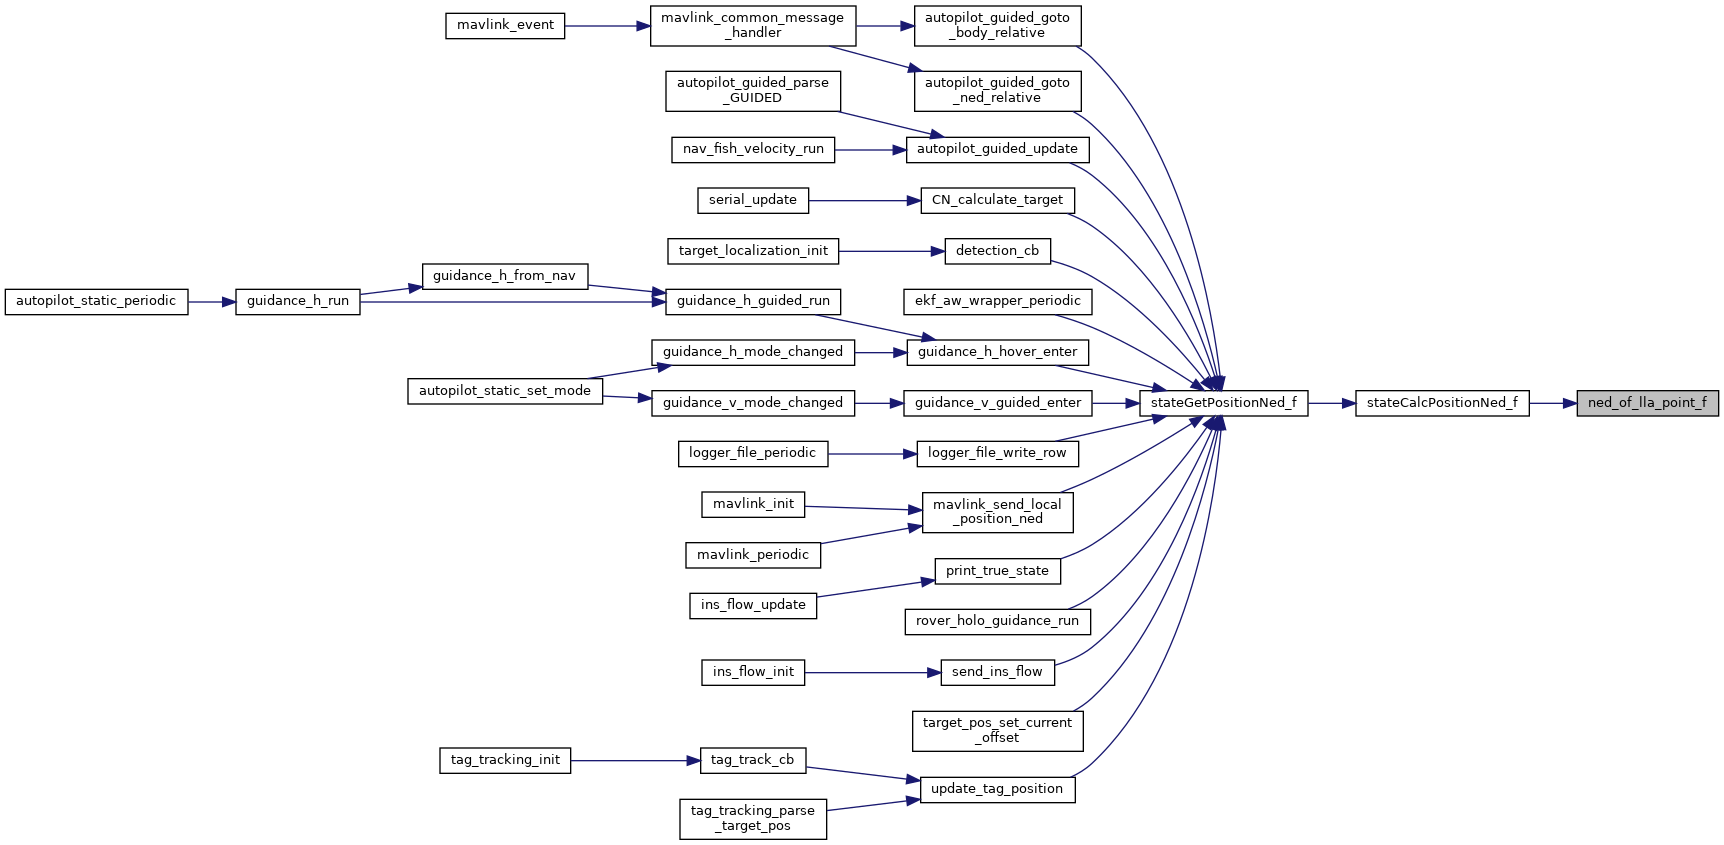 mavlink_event
mavlink_common_message
_handler
autopilot_guided_goto
_body_relative
autopilot_guided_goto
_ned_relative
autopilot_guided_parse
_GUIDED
autopilot_guided_update
nav_fish_velocity_run
CN_calculate_target
serial_update
detection_cb
target_localization_init
ekf_aw_wrapper_periodic
autopilot_static_periodic
guidance_h_run
guidance_h_from_nav
guidance_h_guided_run
guidance_h_hover_enter
guidance_h_mode_changed
autopilot_static_set_mode
guidance_v_mode_changed
guidance_v_guided_enter
stateGetPositionNed_f
stateCalcPositionNed_f
ned_of_lla_point_f
logger_file_periodic
logger_file_write_row
mavlink_init
mavlink_send_local
_position_ned
mavlink_periodic
print_true_state
ins_flow_update
rover_holo_guidance_run
ins_flow_init
send_ins_flow
target_pos_set_current
_offset
tag_tracking_init
tag_track_cb
update_tag_position
tag_tracking_parse
_target_pos